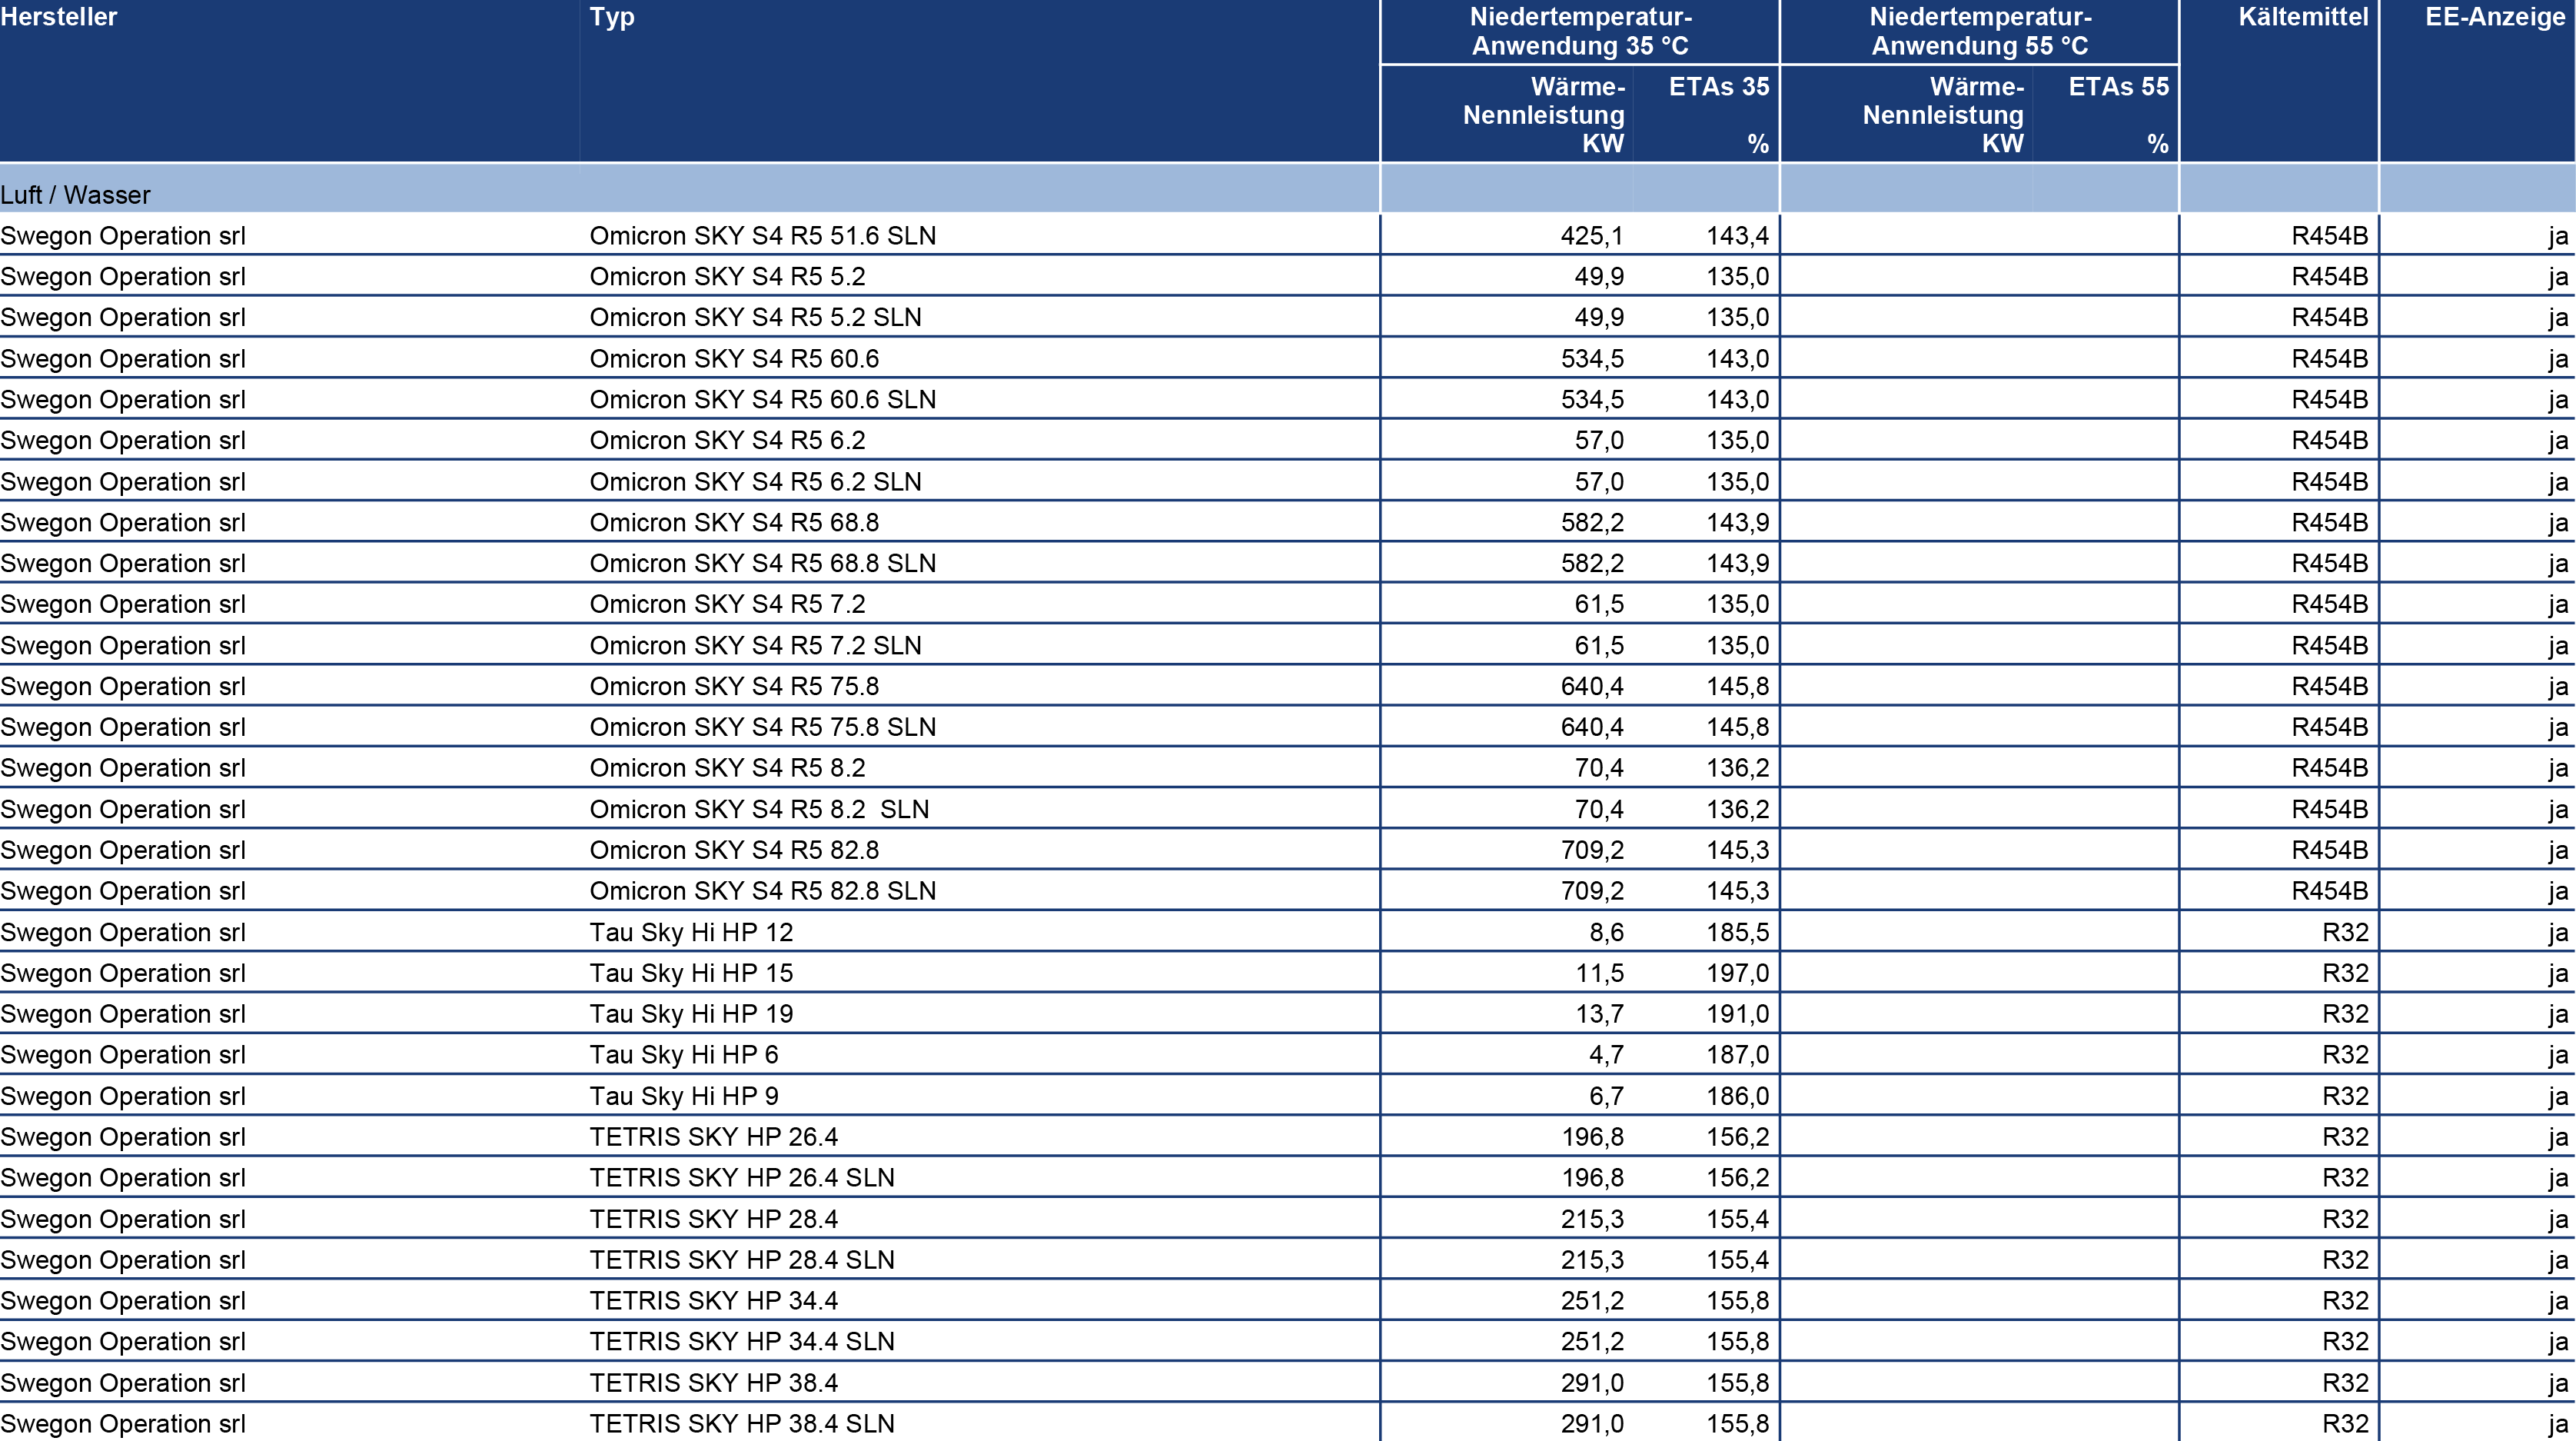 Hersteller Typ Niedertemperatur- Niedertemperatur- Kältemittel EE-Anzeige
Anwendung 35 °C Anwendung 55 °C
Wärme- ETAs 35 Wärme- ETAs 55
Nennleistung Nennleistung
KW % KW %
Luft / Wasser
Swegon Operation srl Omicron SKY S4 R5 51.6 SLN 425,1 143,4 R454B ja
Swegon Operation srl Omicron SKY S4 R5 5.2 49,9 135,0 R454B ja
Swegon Operation srl Omicron SKY S4 R5 5.2 SLN 49,9 135,0 R454B ja
Swegon Operation srl Omicron SKY S4 R5 60.6 534,5 143,0 R454B ja
Swegon Operation srl Omicron SKY S4 R5 60.6 SLN 534,5 143,0 R454B ja
Swegon Operation srl Omicron SKY S4 R5 6.2 57,0 135,0 R454B ja
Swegon Operation srl Omicron SKY S4 R5 6.2 SLN 57,0 135,0 R454B ja
Swegon Operation srl Omicron SKY S4 R5 68.8 582,2 143,9 R454B ja
Swegon Operation srl Omicron SKY S4 R5 68.8 SLN 582,2 143,9 R454B ja
Swegon Operation srl Omicron SKY S4 R5 7.2 61,5 135,0 R454B ja
Swegon Operation srl Omicron SKY S4 R5 7.2 SLN 61,5 135,0 R454B ja
Swegon Operation srl Omicron SKY S4 R5 75.8 640,4 145,8 R454B ja
Swegon Operation srl Omicron SKY S4 R5 75.8 SLN 640,4 145,8 R454B ja
Swegon Operation srl Omicron SKY S4 R5 8.2 70,4 136,2 R454B ja
Swegon Operation srl Omicron SKY S4 R5 8.2  SLN 70,4 136,2 R454B ja
Swegon Operation srl Omicron SKY S4 R5 82.8 709,2 145,3 R454B ja
Swegon Operation srl Omicron SKY S4 R5 82.8 SLN 709,2 145,3 R454B ja
Swegon Operation srl Tau Sky Hi HP 12 8,6 185,5 R32 ja
Swegon Operation srl Tau Sky Hi HP 15 11,5 197,0 R32 ja
Swegon Operation srl Tau Sky Hi HP 19 13,7 191,0 R32 ja
Swegon Operation srl Tau Sky Hi HP 6 4,7 187,0 R32 ja
Swegon Operation srl Tau Sky Hi HP 9 6,7 186,0 R32 ja
Swegon Operation srl TETRIS SKY HP 26.4 196,8 156,2 R32 ja
Swegon Operation srl TETRIS SKY HP 26.4 SLN 196,8 156,2 R32 ja
Swegon Operation srl TETRIS SKY HP 28.4 215,3 155,4 R32 ja
Swegon Operation srl TETRIS SKY HP 28.4 SLN 215,3 155,4 R32 ja
Swegon Operation srl TETRIS SKY HP 34.4 251,2 155,8 R32 ja
Swegon Operation srl TETRIS SKY HP 34.4 SLN 251,2 155,8 R32 ja
Swegon Operation srl TETRIS SKY HP 38.4 291,0 155,8 R32 ja
Swegon Operation srl TETRIS SKY HP 38.4 SLN 291,0 155,8 R32 ja